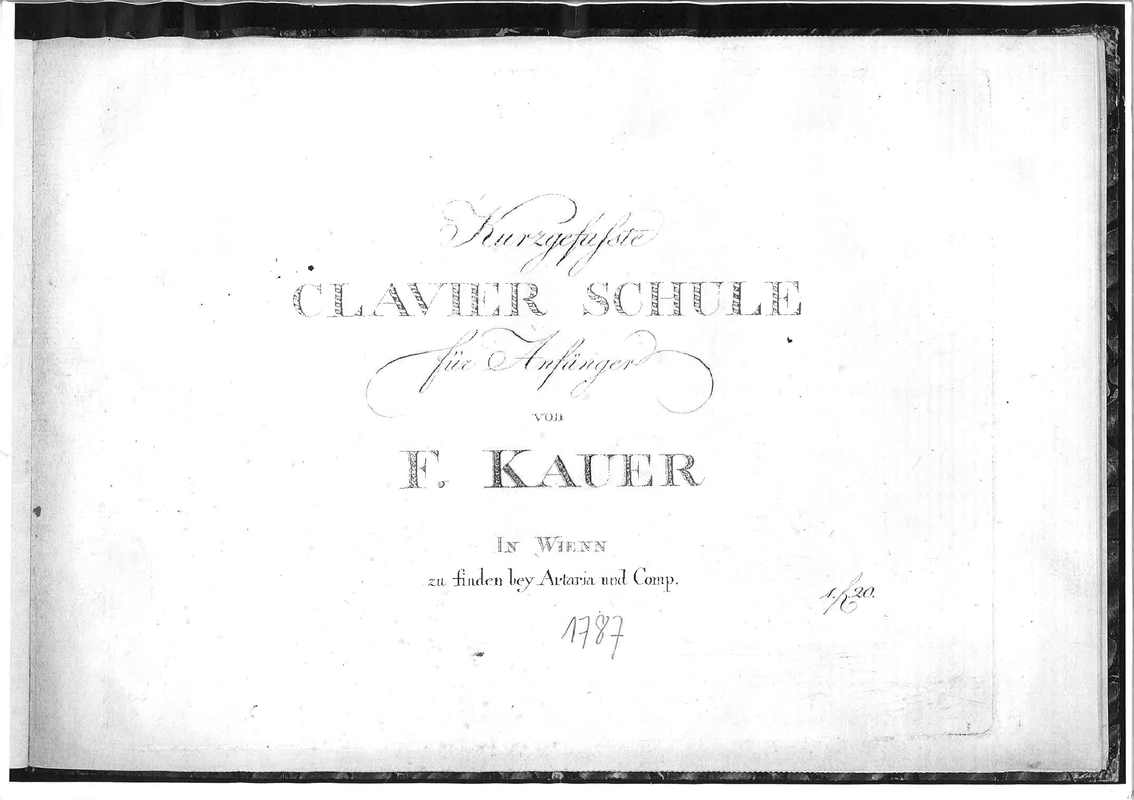 Kurzgefaſste
CLAVIER SCHULE
für Anfänger
von
F. KAUER
IN WIENN
zu finden bey Artaria und Comp.
1.f 20.
1787